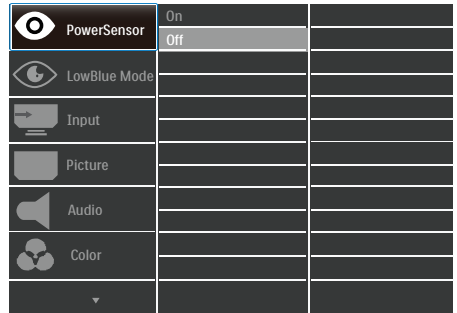 PowerSensor
On
Off
LowBlue Mode
Input
Picture
Audio
Color